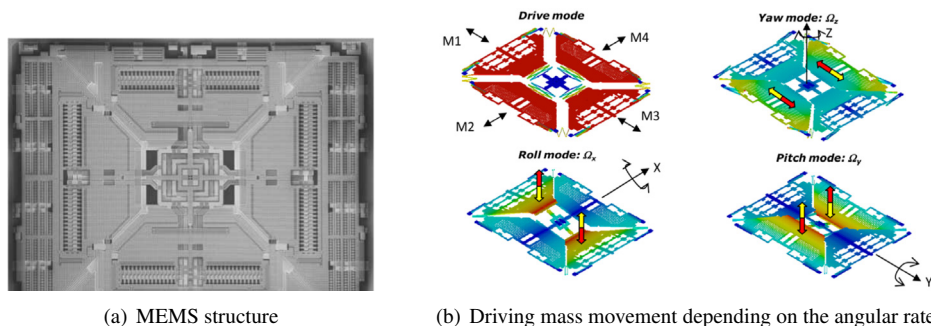 Drive mode
M1
M4
M2
M3
Yaw mode: Ωz
Z
Roll mode: Ωx
X
Pitch mode: Ωy
Y
(a) MEMS structure
(b) Driving mass movement depending on the angular rate